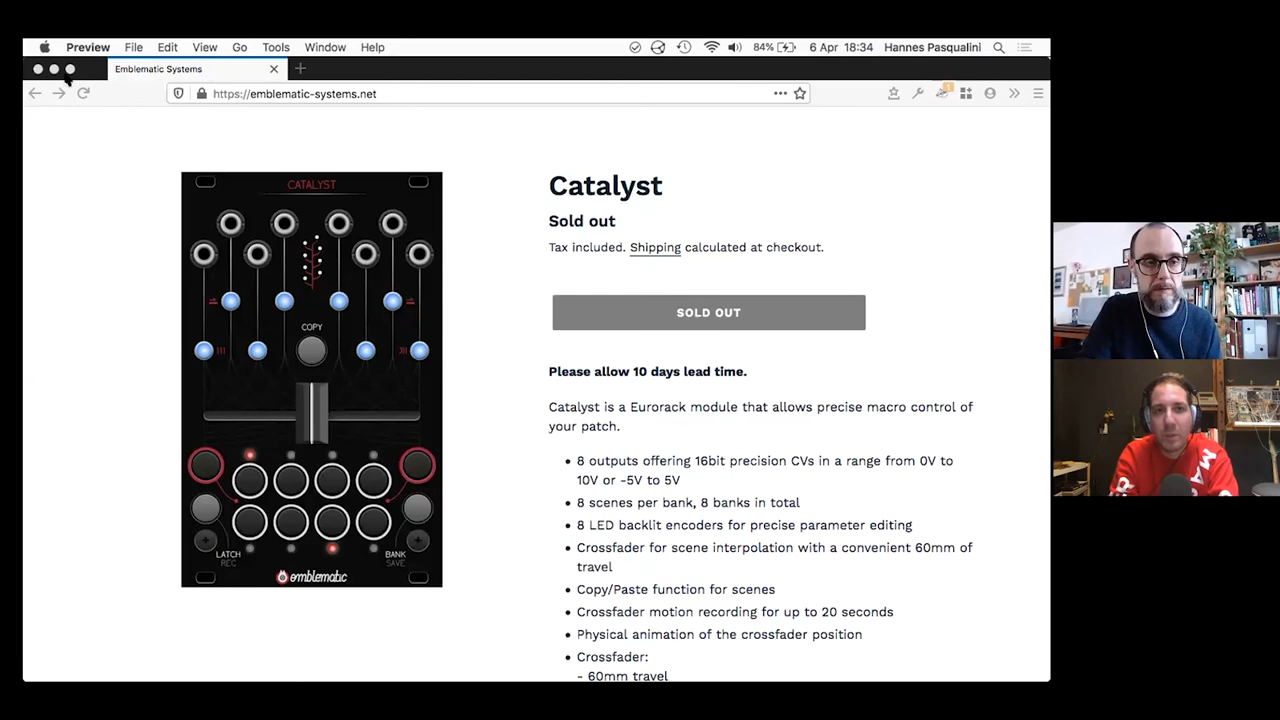 Preview File Edit View Go Tools Window Help 84% 6 Apr 18:34 Hannes Pasqualini
Emblematic Systems
https://emblematic-systems.net
CATALYST
COPY
LATCH
REC
BANK
SAVE
emblematic
Catalyst
Sold out
Tax included. Shipping calculated at checkout.
SOLD OUT
Please allow 10 days lead time.
Catalyst is a Eurorack module that allows precise macro control of
your patch.
• 8 outputs offering 16bit precision CVs in a range from 0V to
10V or -5V to 5V
• 8 scenes per bank, 8 banks in total
• 8 LED backlit encoders for precise parameter editing
• Crossfader for scene interpolation with a convenient 60mm of
travel
• Copy/Paste function for scenes
• Crossfader motion recording for up to 20 seconds
• Physical animation of the crossfader position
• Crossfader:
- 60mm travel